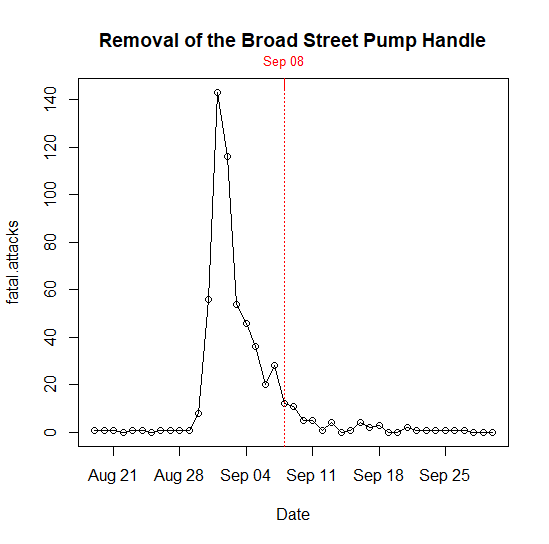 Removal of the Broad Street Pump Handle
Sep 08
fatal.attacks
140
120
100
80
60
40
20
0
Aug 21 Aug 28 Sep 04 Sep 11 Sep 18 Sep 25
Date